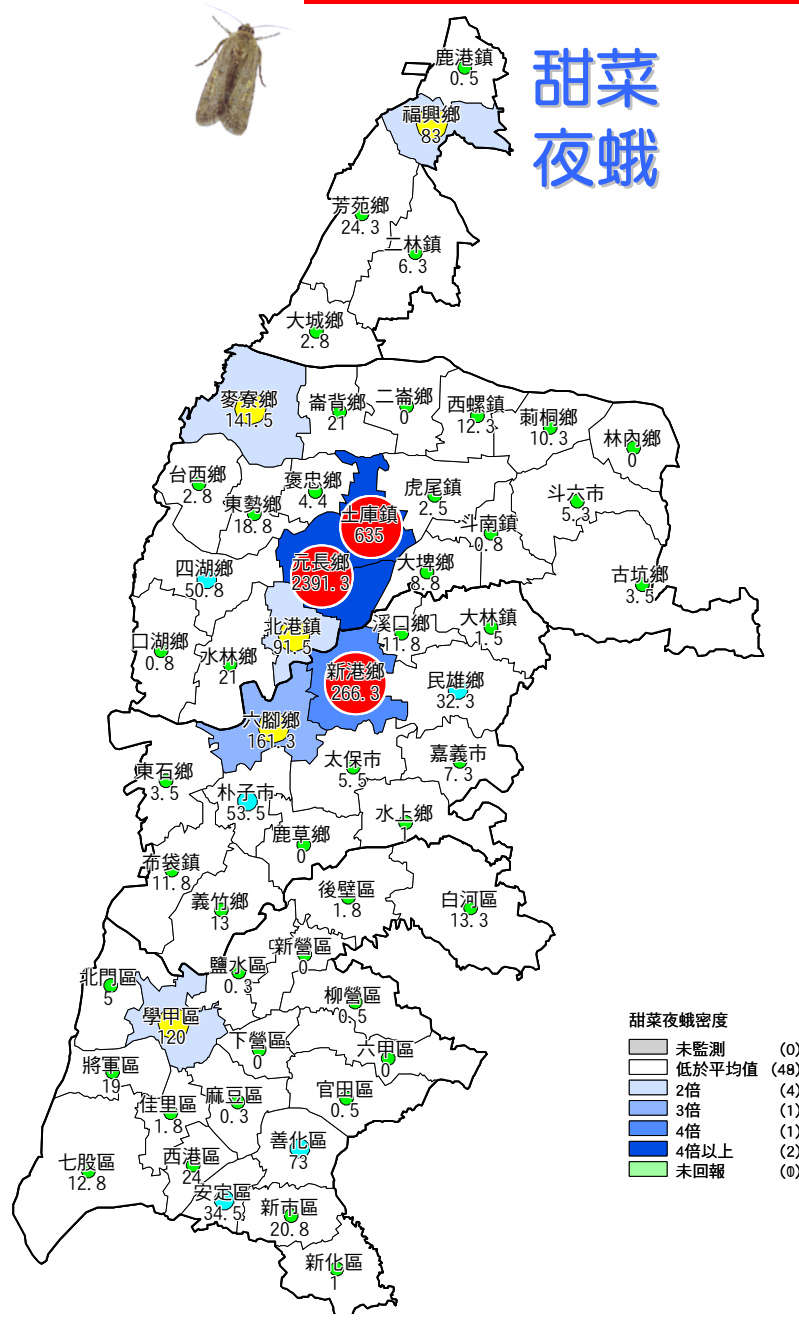 甜菜
夜蛾
鹿港鎮
0.5
福興鄉
83
芳苑鄉
24.3
二林鎮
6.3
大城鄉
2.8
麥寮鄉
141.5
崙背鄉
21
二崙鄉
0
西螺鎮
12.3
莿桐鄉
10.3
林內鄉
0
台西鄉
2.8
東勢鄉
18.8
褒忠鄉
4.4
土庫鎮
635
虎尾鎮
2.5
斗南鎮
0.8
斗六市
5.3
古坑鄉
3.5
四湖鄉
50.8
元長鄉
2391.3
大埤鄉
8.8
口湖鄉
0.8
水林鄉
21
北港鎮
91.5
溪口鄉
11.8
大林鎮
1.5
新港鄉
266.3
民雄鄉
32.3
六腳鄉
161.3
東石鄉
3.5
朴子市
53.5
太保市
5.5
嘉義市
7.3
鹿草鄉
0
水上鄉
1
布袋鎮
11.8
義竹鄉
13
後壁區
1.8
白河區
13.3
北門區
5
鹽水區
0.3
新營區
0
柳營區
0.5
學甲區
120
下營區
0
六甲區
0
將軍區
19
佳里區
1.8
麻豆區
0.3
官田區
0.5
七股區
12.8
西港區
24
善化區
73
安定區
34.5
新市區
20.8
新化區
1
甜菜夜蛾密度
未監測 (0)
低於平均值 (48)
2倍 (4)
3倍 (1)
4倍 (1)
4倍以上 (2)
未回報 (0)